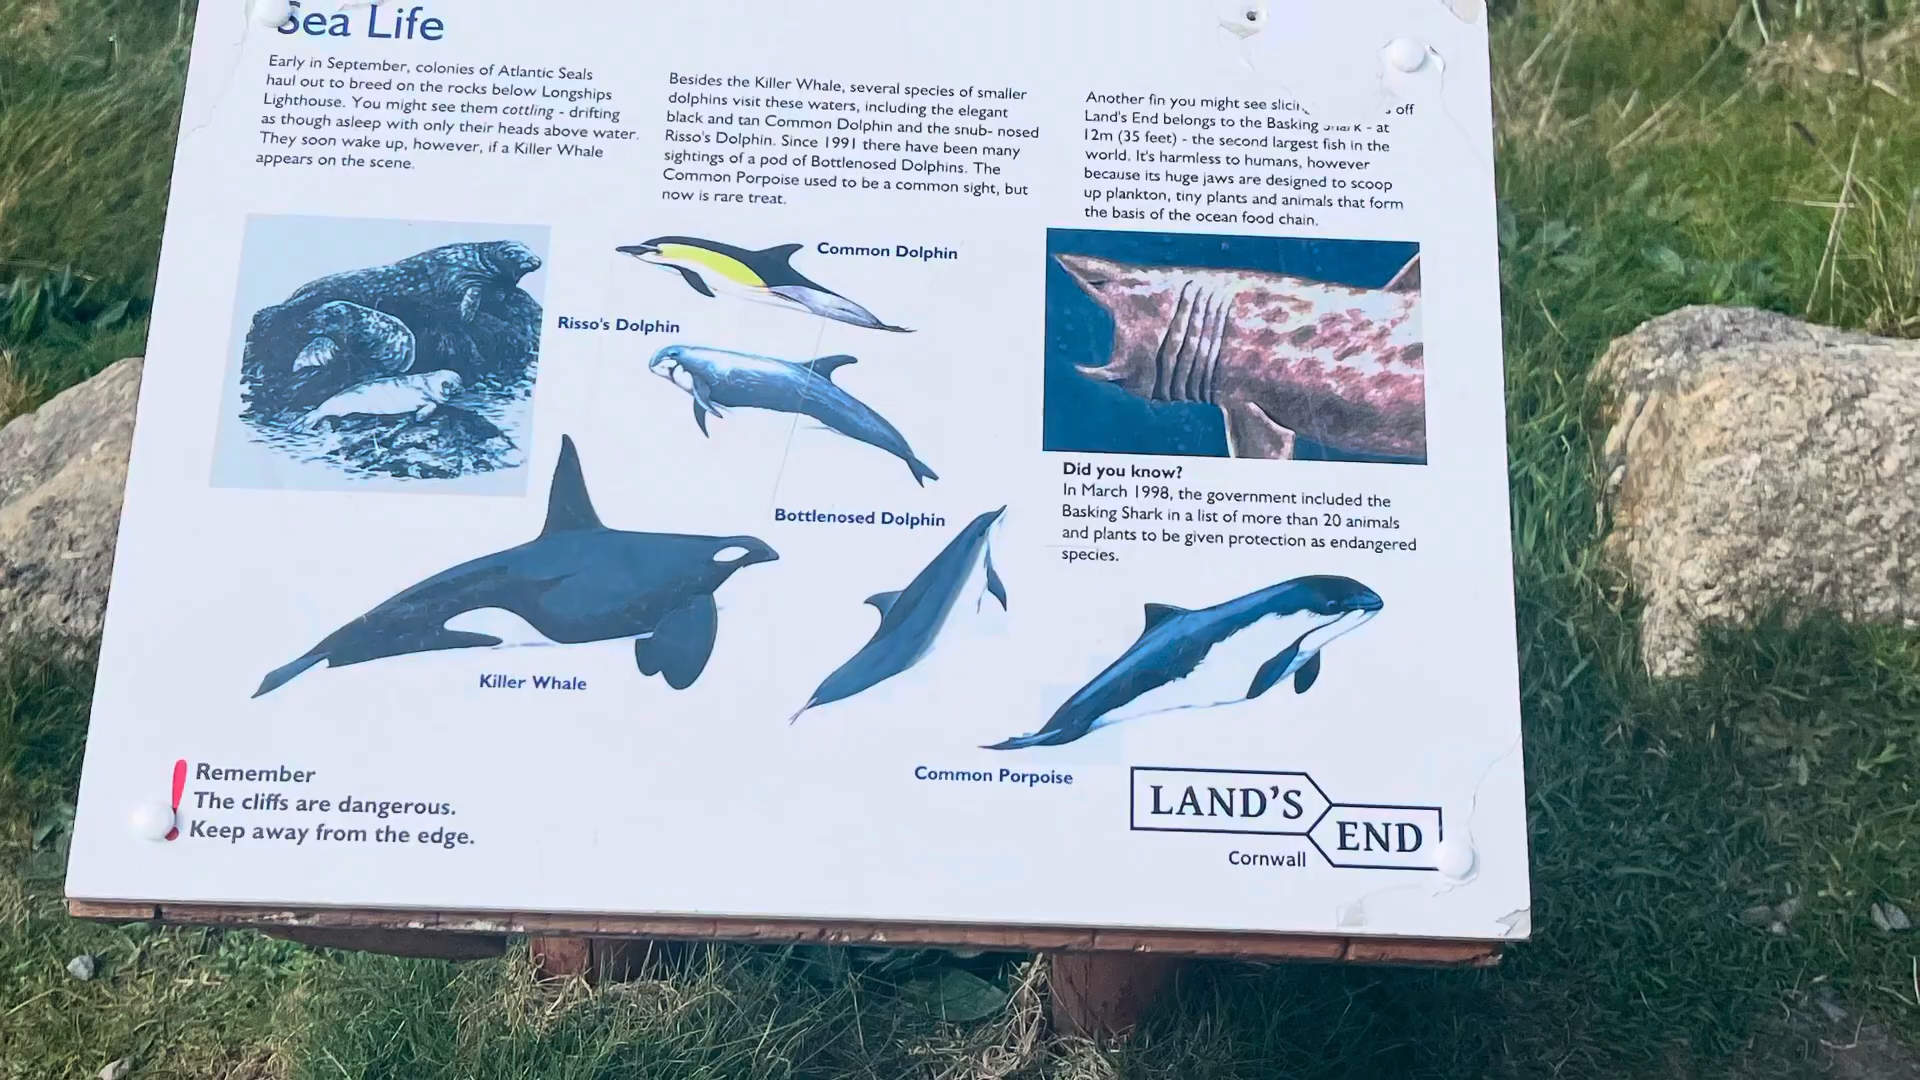 Sea Life
Early in September, colonies of Atlantic Seals
haul out to breed on the rocks below Longships
Lighthouse. You might see them cottling - drifting
as though asleep with only their heads above water.
They soon wake up, however, if a Killer Whale
appears on the scene.
Besides the Killer Whale, several species of smaller
dolphins visit these waters, including the elegant
black and tan Common Dolphin and the snub- nosed
Risso's Dolphin. Since 1991 there have been many
sightings of a pod of Bottlenosed Dolphins. The
Common Porpoise used to be a common sight, but
now is rare treat.
Another fin you might see off
Land's End belongs to the Basking Shark - at
12m (35 feet) - the second largest fish in the
world. It's harmless to humans, however
because its huge jaws are designed to scoop
up plankton, tiny plants and animals that form
the basis of the ocean food chain.
Common Dolphin
Risso's Dolphin
Bottlenosed Dolphin
Killer Whale
Common Porpoise
Did you know?
In March 1998, the government included the
Basking Shark in a list of more than 20 animals
and plants to be given protection as endangered
species.
Remember
The cliffs are dangerous.
Keep away from the edge.
LAND'S
END
Cornwall